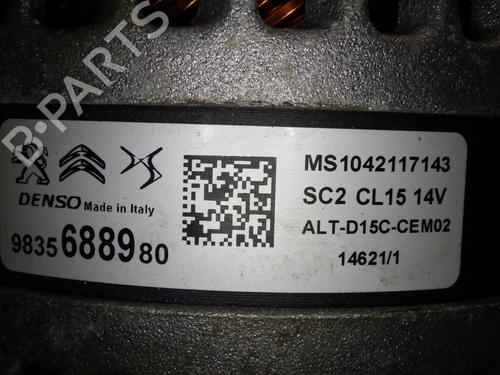 B-PARTS
DENSO Made in Italy
9835688980
MS1042117143
SC2 CL15 14V
ALT-D15C-CEM02
14621/1